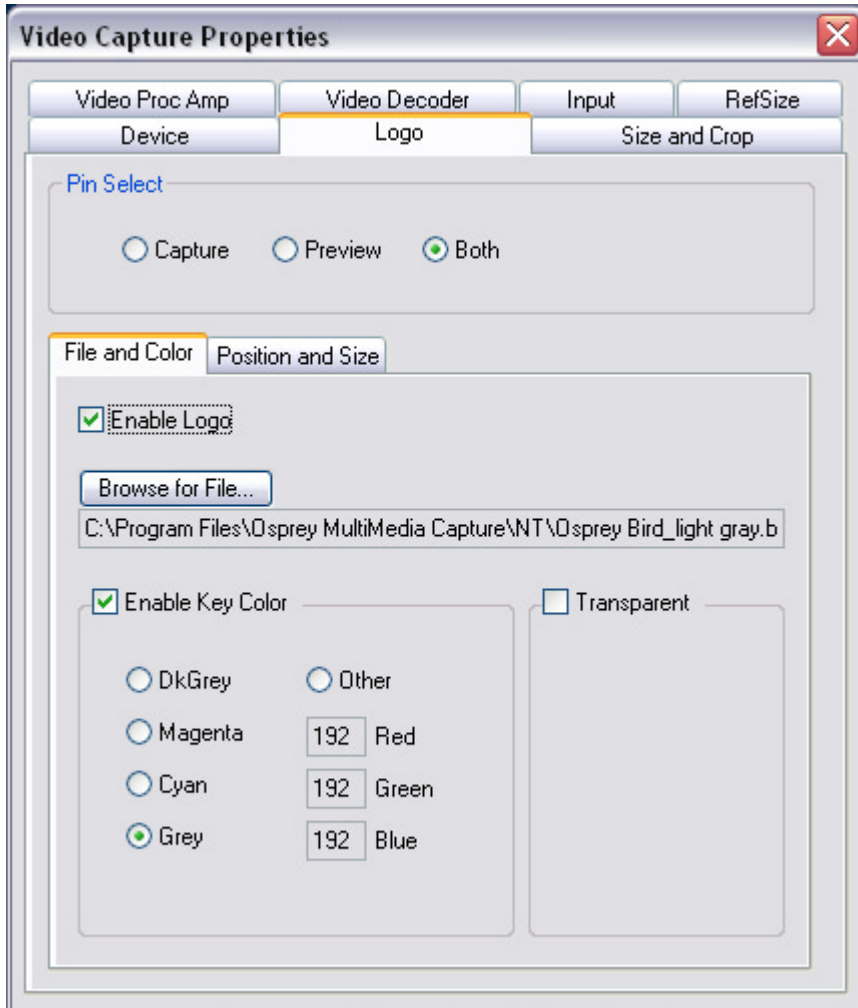 Video Capture Properties
Video Proc Amp Video Decoder Input RefSize
Device Logo Size and Crop
Pin Select
Capture Preview Both
File and Color Position and Size
Enable Logo
Browse for File...
C:\Program Files\Osprey MultiMedia Capture\NT\Osprey Bird_light gray.b
Enable Key Color Transparent
DkGrey Other
Magenta 192 Red
Cyan 192 Green
Grey 192 Blue